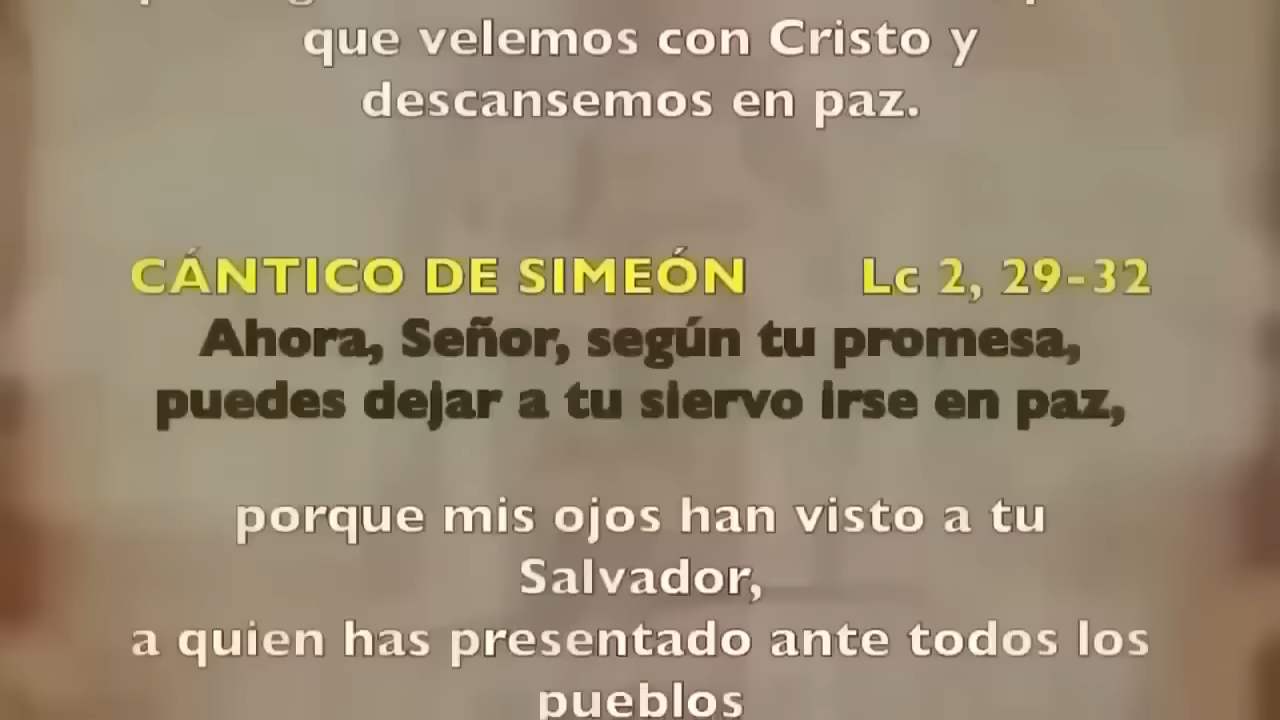 que velemos con Cristo y
descansemos en paz.
CÁNTICO DE SIMEÓN Lc 2, 29-32
Ahora, Señor, según tu promesa,
puedes dejar a tu siervo irse en paz,
porque mis ojos han visto a tu
Salvador,
a quien has presentado ante todos los
pueblos